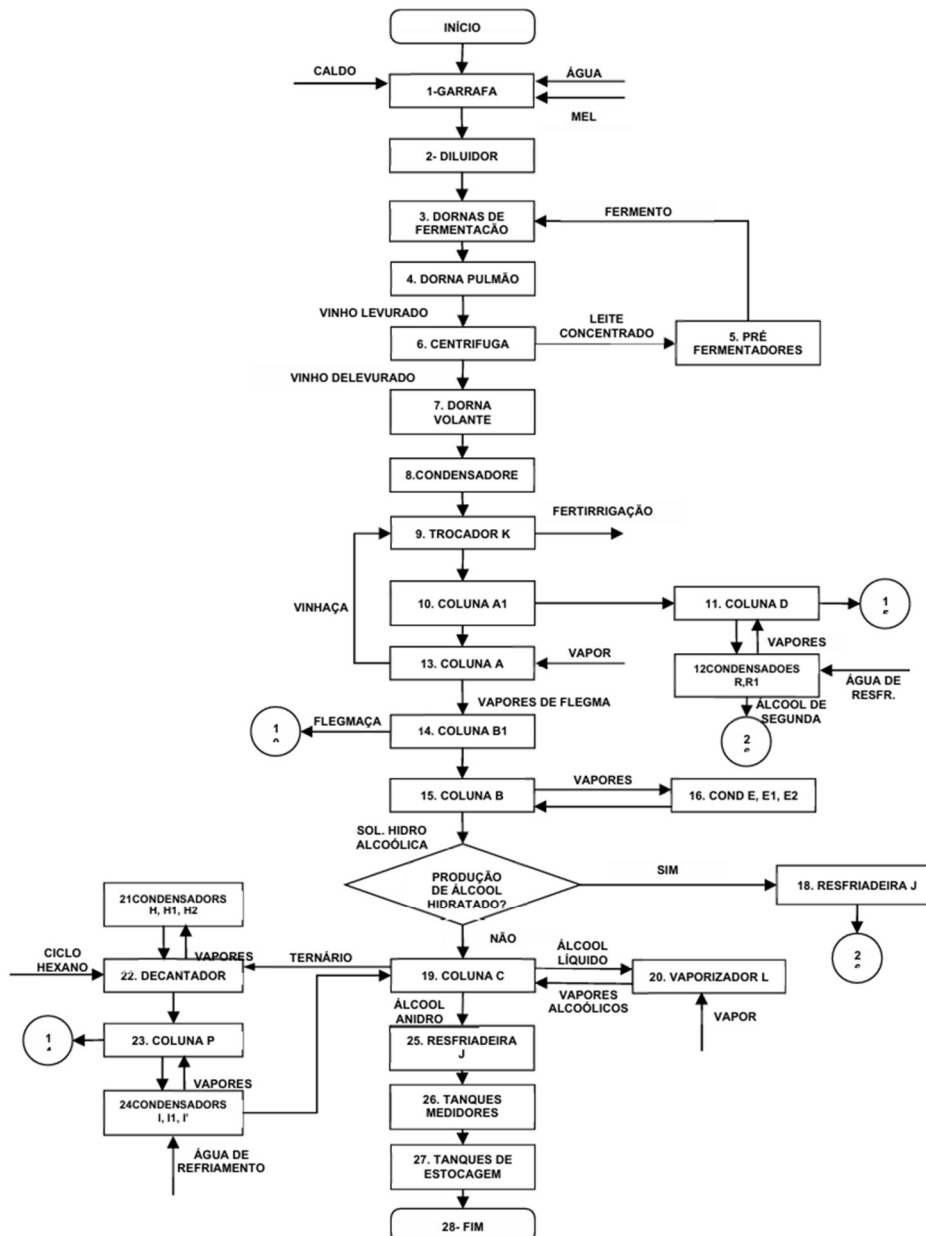 INÍCIO
CALDO
ÁGUA
1-GARRAFA
MEL
2- DILUIDOR
3. DORNAS DE
FERMENTACÃO
FERMENTO
4. DORNA PULMÃO
VINHO LEVURADO
LEITE
CONCENTRADO
6. CENTRIFUGA
5. PRÉ
FERMENTADORES
VINHO DELEVURADO
7. DORNA
VOLANTE
8.CONDENSADORE
9. TROCADOR K
FERTIRRIGAÇÃO
VINHAÇA
10. COLUNA A1
11. COLUNA D
1
VAPORES
13. COLUNA A
VAPOR
12CONDENSADOES
R,R1
ÁGUA DE
RESFR.
VAPORES DE FLEGMA
ÁLCOOL DE
SEGUNDA
1
FLEGMAÇA
14. COLUNA B1
2
15. COLUNA B
VAPORES
16. COND E, E1, E2
SOL. HIDRO
ALCOÓLICA
PRODUÇÃO
DE ÁLCOOL
HIDRATADO?
SIM
18. RESFRIADEIRA J
NÃO
2
21CONDENSADORS
H, H1, H2
VAPORES
CICLO
HEXANO
22. DECANTADOR
TERNÁRIO
19. COLUNA C
ÁLCOOL
LÍQUIDO
VAPORES
ALCOÓLICOS
20. VAPORIZADOR L
VAPOR
ÁLCOOL
ANIDRO
1
23. COLUNA P
25. RESFRIADEIRA
J
VAPORES
24CONDENSADORS
I, I1, I'
26. TANQUES
MEDIDORES
ÁGUA DE
REFRIAMENTO
27. TANQUES DE
ESTOCAGEM
28- FIM